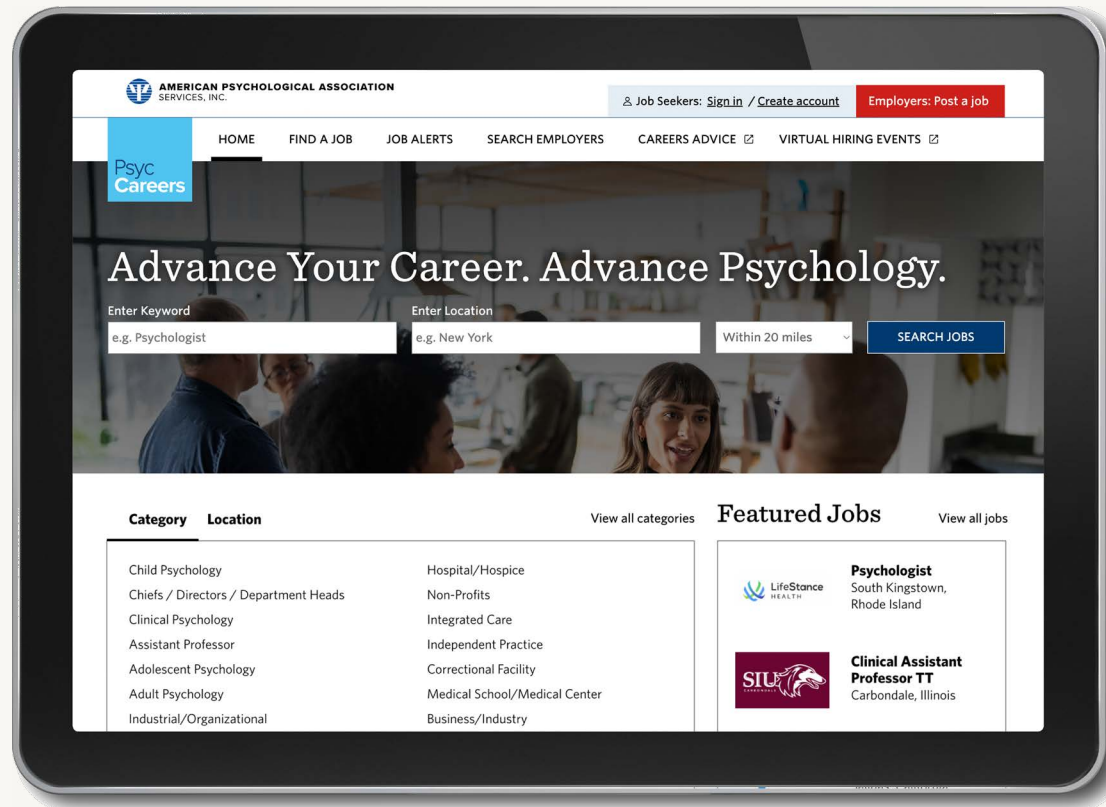 AMERICAN PSYCHOLOGICAL ASSOCIATION
SERVICES, INC.
Job Seekers: Sign in / Create account
Employers: Post a job
Psyc
Careers
HOME FIND A JOB JOB ALERTS SEARCH EMPLOYERS CAREERS ADVICE VIRTUAL HIRING EVENTS
Advance Your Career. Advance Psychology.
Enter Keyword
Enter Location
e.g. Psychologist
e.g. New York
Within 20 miles
SEARCH JOBS
Category Location
View all categories
Child Psychology
Chiefs / Directors / Department Heads
Clinical Psychology
Assistant Professor
Adolescent Psychology
Adult Psychology
Industrial/Organizational
Hospital/Hospice
Non-Profits
Integrated Care
Independent Practice
Correctional Facility
Medical School/Medical Center
Business/Industry
Featured Jobs
View all jobs
LifeStance
HEALTH
Psychologist
South Kingstown,
Rhode Island
SIU
CARBONDALE
Clinical Assistant
Professor TT
Carbondale, Illinois